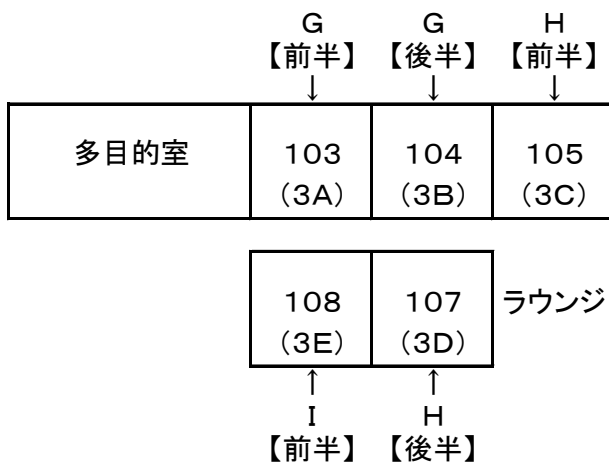 G G H
【前半】 【後半】 【前半】
↓ ↓ ↓
多目的室 103 104 105
（3A） （3B） （3C）
108 107 ラウンジ
（3E） （3D）
↑ ↑
I H
【前半】 【後半】